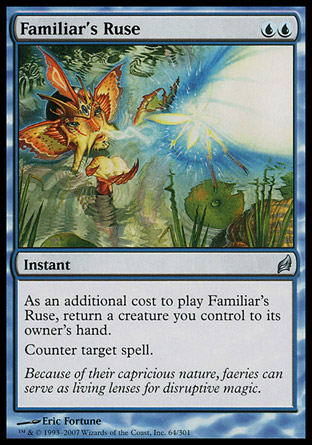 Familiar's Ruse
Instant
As an additional cost to play Familiar's
Ruse, return a creature you control to its
owner's hand.
Counter target spell.
Because of their capricious nature, faeries can
serve as living lenses for disruptive magic.
Eric Fortune
™ & © 1993–2007 Wizards of the Coast, Inc. 64/301